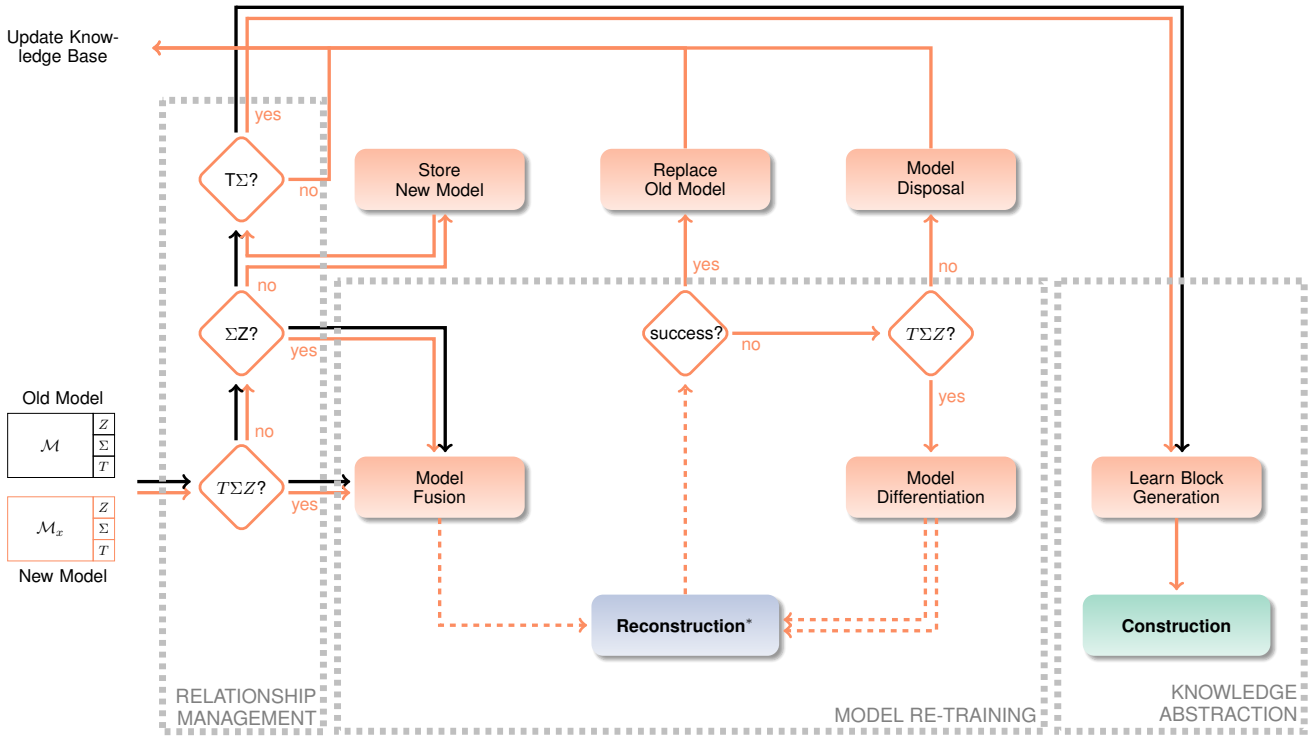 Update Know-
ledge Base
yes
TΣ?
no
Store
New Model
Replace
Old Model
Model
Disposal
no
yes
no
ΣZ?
yes
success?
no
TΣZ?
yes
Old Model
M
Z
Σ
T
no
TΣZ?
yes
Model
Fusion
Model
Differentiation
Learn Block
Generation
M_x
Z
Σ
T
New Model
Reconstruction*
Construction
RELATIONSHIP
MANAGEMENT
MODEL RE-TRAINING
KNOWLEDGE
ABSTRACTION